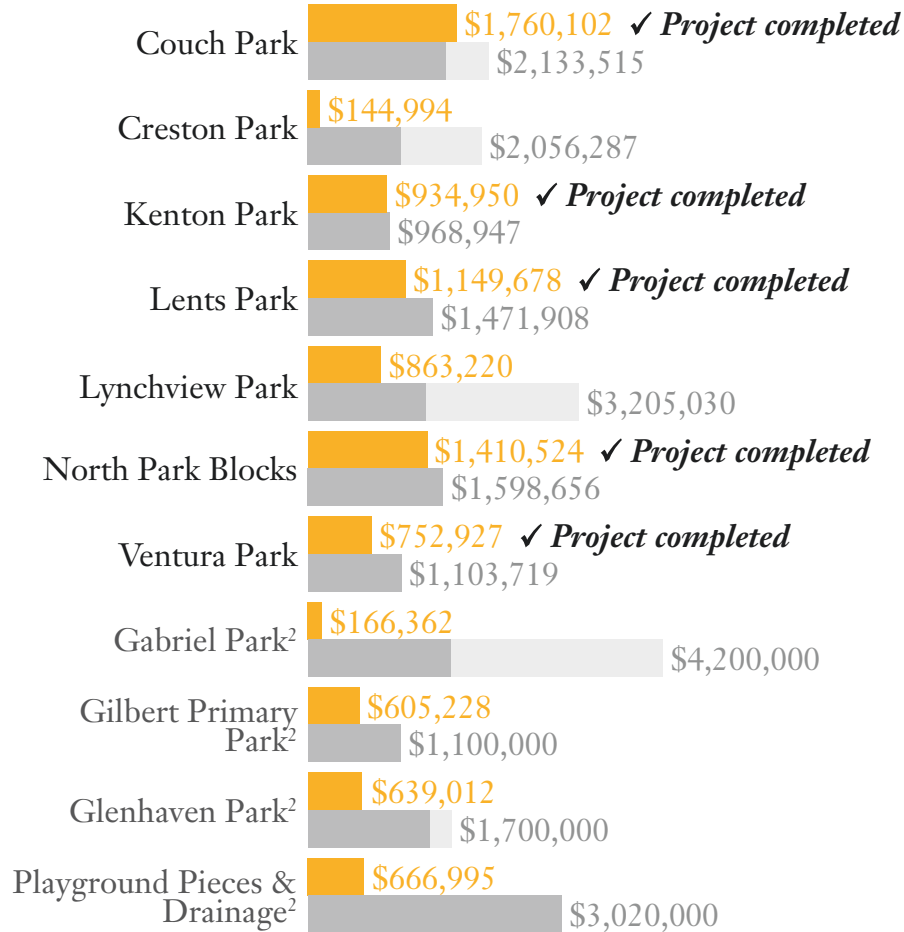 Couch Park
$1,760,102 ✓ Project completed
$2,133,515
Creston Park
$144,994
$2,056,287
Kenton Park
$934,950 ✓ Project completed
$968,947
Lents Park
$1,149,678 ✓ Project completed
$1,471,908
Lynchview Park
$863,220
$3,205,030
North Park Blocks
$1,410,524 ✓ Project completed
$1,598,656
Ventura Park
$752,927 ✓ Project completed
$1,103,719
Gabriel Park²
$166,362
$4,200,000
Gilbert Primary
Park²
$605,228
$1,100,000
Glenhaven Park²
$639,012
$1,700,000
Playground Pieces &
Drainage²
$666,995
$3,020,000